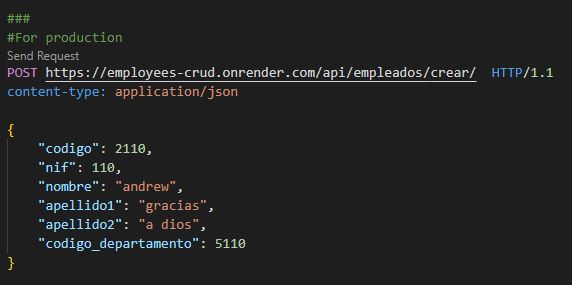 ###
#For production
Send Request
POST https://employees-crud.onrender.com/api/empleados/crear/  HTTP/1.1
content-type: application/json

{
    "codigo": 2110,
    "nif": 110,
    "nombre": "andrew",
    "apellido1": "gracias",
    "apellido2": "a dios",
    "codigo_departamento": 5110
}